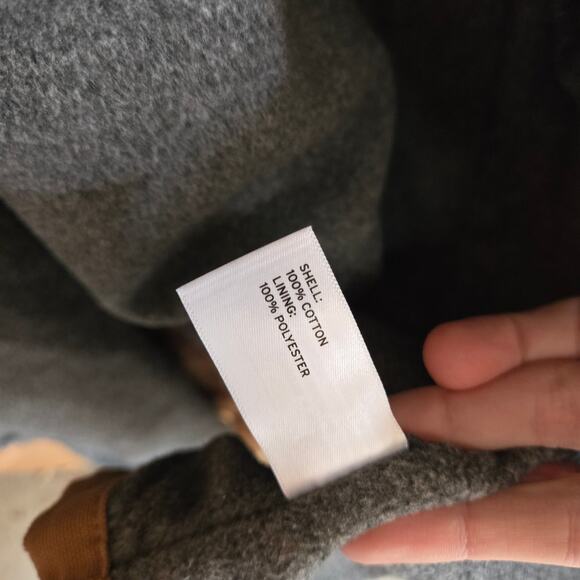 SHELL:
100% COTTON
LINING:
100% POLYESTER